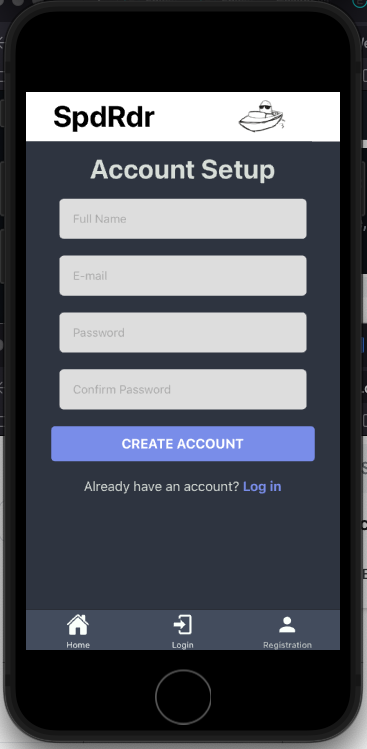 SpdRdr
Account Setup
Full Name
E-mail
Password
Confirm Password
CREATE ACCOUNT
Already have an account? Log in
Home
Login
Registration